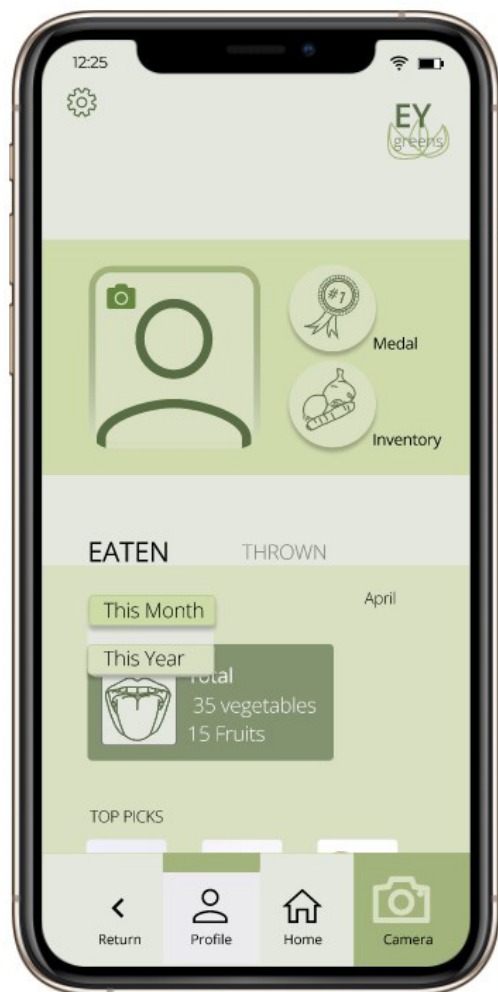 12:25
EY
greens
#1
Medal
Inventory
EATEN THROWN
This Month April
This Year
Total
35 vegetables
15 Fruits
TOP PICKS
Return Profile Home Camera